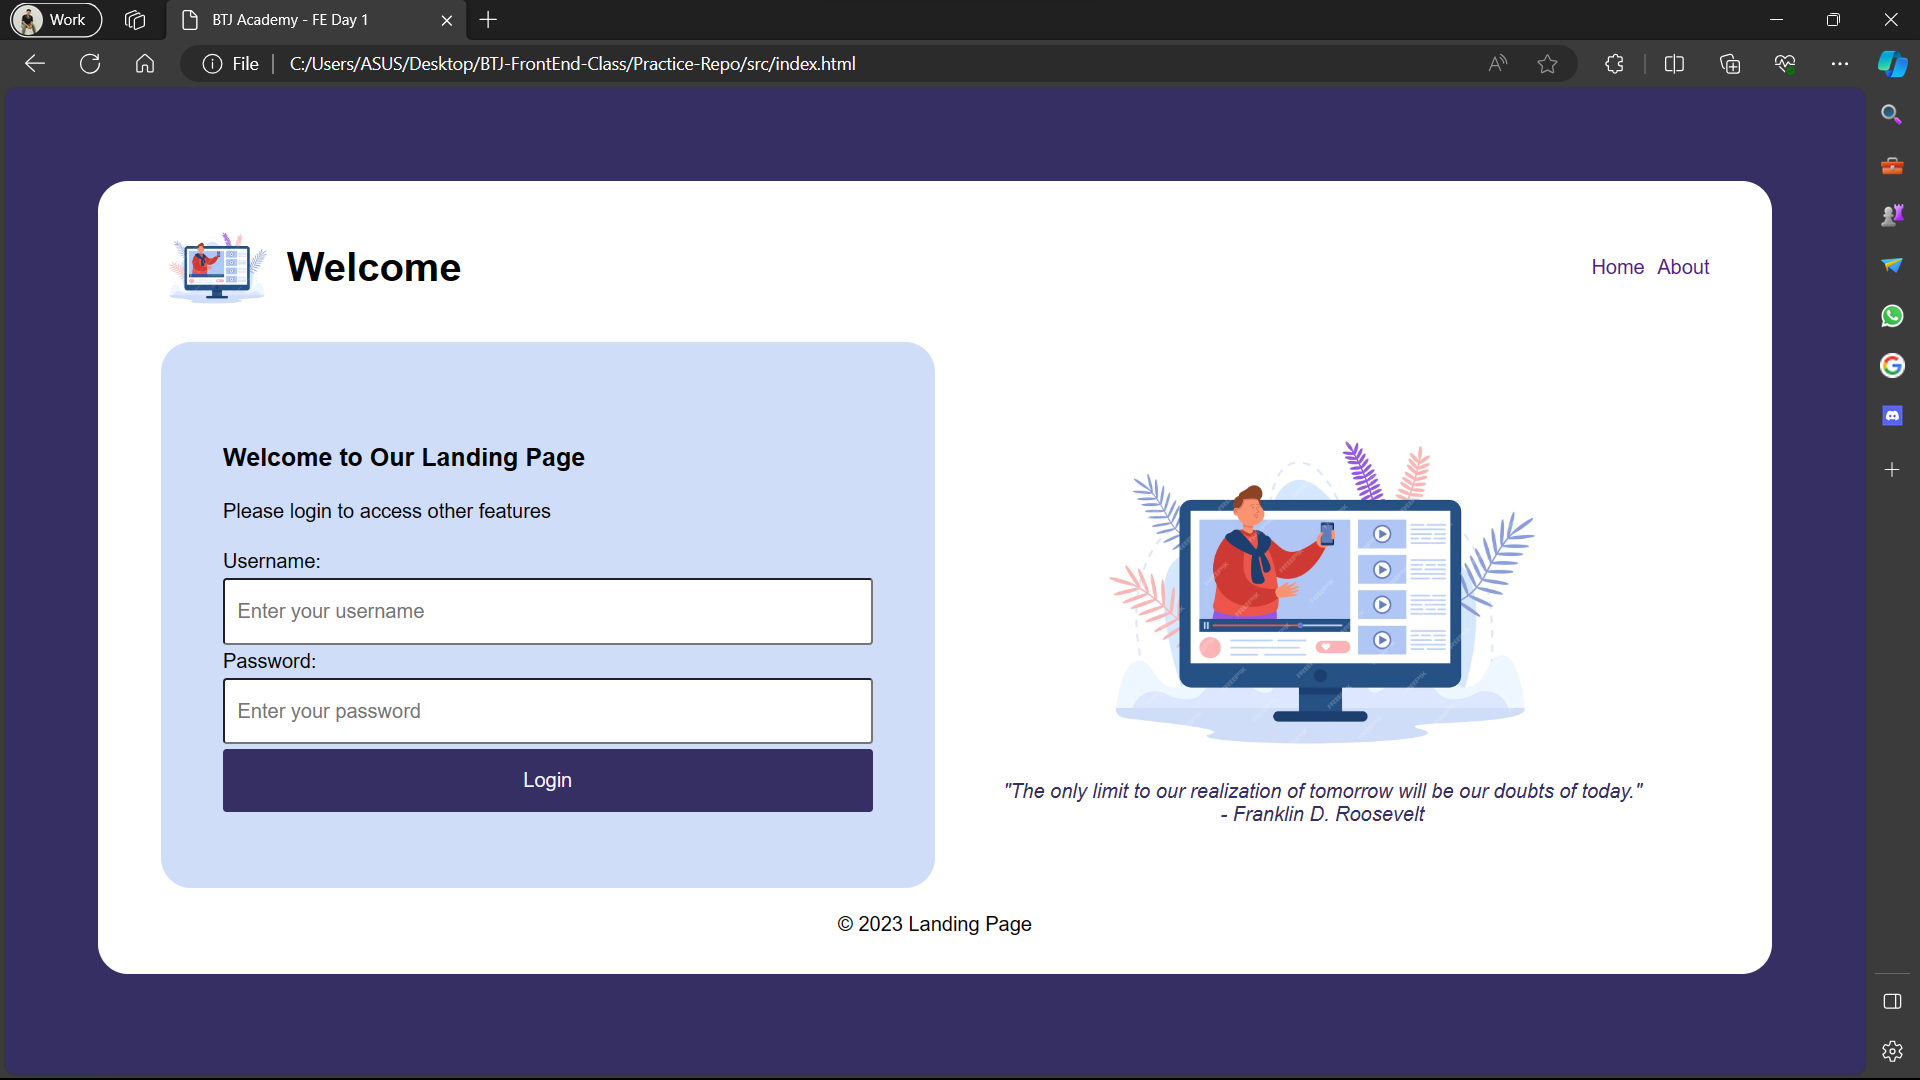 Work
BTJ Academy - FE Day 1
File
C:/Users/ASUS/Desktop/BTJ-FrontEnd-Class/Practice-Repo/src/index.html
Welcome
Home About
Welcome to Our Landing Page
Please login to access other features
Username:
Enter your username
Password:
Enter your password
Login
"The only limit to our realization of tomorrow will be our doubts of today."
- Franklin D. Roosevelt
© 2023 Landing Page